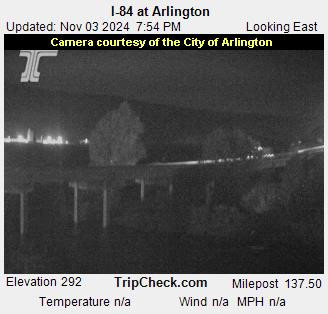 I-84 at Arlington
Updated: Nov 03 2024 7:54 PM Looking East
Camera courtesy of the City of Arlington
Elevation 292 TripCheck.com Milepost 137.50
Temperature n/a Wind n/a MPH n/a